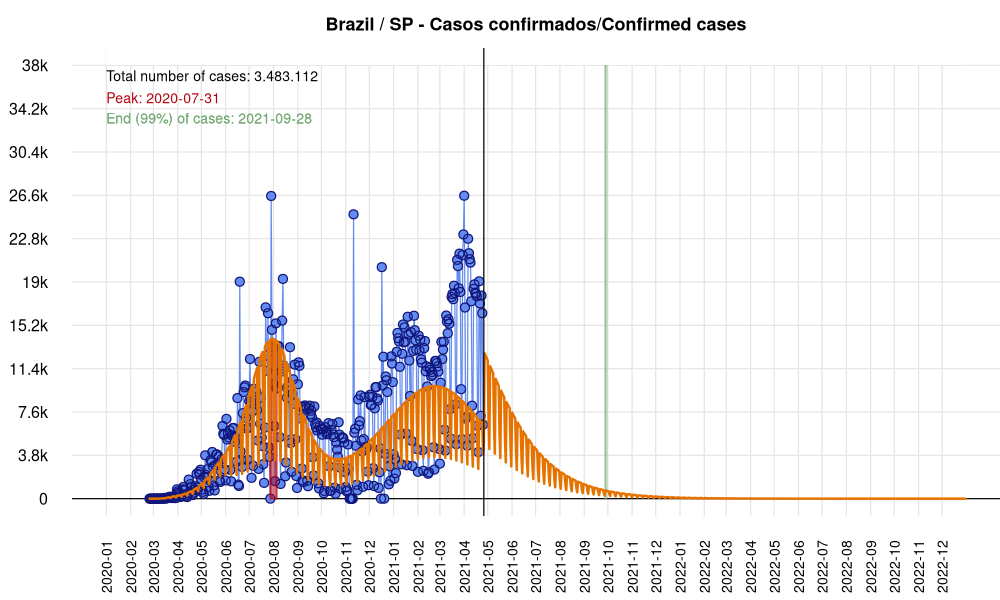 Brazil / SP - Casos confirmados/Confirmed cases
Total number of cases: 3.483.112
Peak: 2020-07-31
End (99%) of cases: 2021-09-28
38k
34.2k
30.4k
26.6k
22.8k
19k
15.2k
11.4k
7.6k
3.8k
0
2020-01
2020-02
2020-03
2020-04
2020-05
2020-06
2020-07
2020-08
2020-09
2020-10
2020-11
2020-12
2021-01
2021-02
2021-03
2021-04
2021-05
2021-06
2021-07
2021-08
2021-09
2021-10
2021-11
2021-12
2022-01
2022-02
2022-03
2022-04
2022-05
2022-06
2022-07
2022-08
2022-09
2022-10
2022-11
2022-12